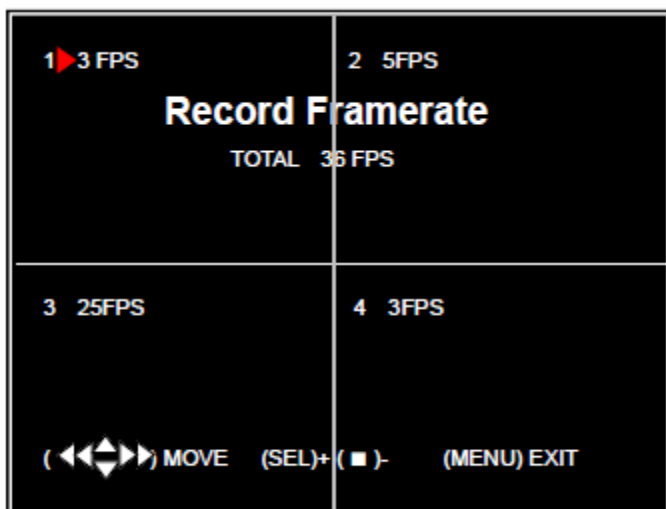 1 3 FPS 2 5FPS
Record Framerate
TOTAL 36 FPS
3 25FPS 4 3FPS
( ) MOVE (SEL)+ ( ■ )- (MENU) EXIT